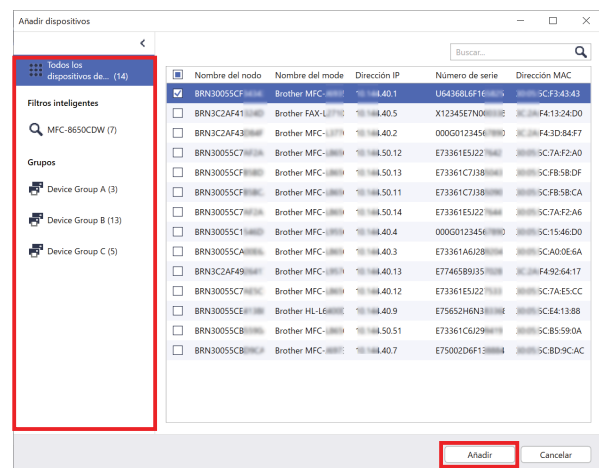 Añadir dispositivos
Buscar...
Todos los
dispositivos de... (14)
Filtros inteligentes
MFC-8650CDW (7)
Grupos
Device Group A (3)
Device Group B (13)
Device Group C (5)
Nombre del nodo Nombre del mode Dirección IP Número de serie Dirección MAC
BRN30055CF Brother MFC- .40.1 U64368L6F16 5C:F3:43:43
BRN3C2AF41 Brother FAX-L .40.5 X12345E7N0 F4:13:24:D0
BRN3C2AF43 Brother MFC- .40.2 000G0123456 F4:3D:84:F7
BRN30055C7 Brother MFC- .50.12 E73361E5J22 5C:7A:F2:A0
BRN30055CF Brother MFC- .50.13 E73361C7J38 5C:FB:5B:DF
BRN30055CF Brother MFC- .50.11 E73361C7J38 5C:FB:5B:CA
BRN30055C7 Brother MFC- .50.14 E73361E5J22 5C:7A:F2:A6
BRN30055C1 Brother MFC- .40.4 000G0123456 5C:15:46:D0
BRN30055CA Brother MFC- .40.3 E73361A6J28 5C:A0:0E:6A
BRN3C2AF49 Brother MFC- .40.13 E77465B9J35 F4:92:64:17
BRN30055C7 Brother MFC- .40.12 E73361E5J22 5C:7A:E5:CC
BRN30055CE Brother HL-L6 .40.9 E75652H6N3 5C:E4:13:88
BRN30055CB Brother MFC- .50.51 E73361C6J29 5C:B5:59:0A
BRN30055CB Brother MFC- .40.7 E75002D6F1 5C:BD:9C:AC
Añadir Cancelar